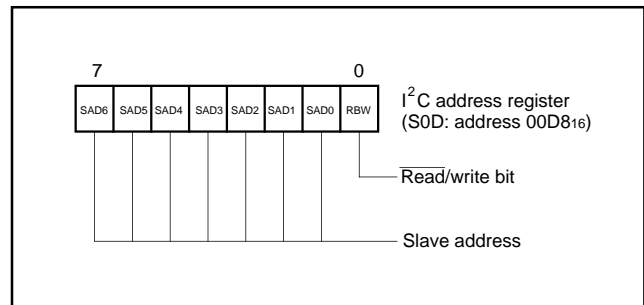 7 0
SAD6 SAD5 SAD4 SAD3 SAD2 SAD1 SAD0 RBW
I²C address register
(S0D: address 00D8₁₆)
R̅e̅a̅d̅/write bit
Slave address